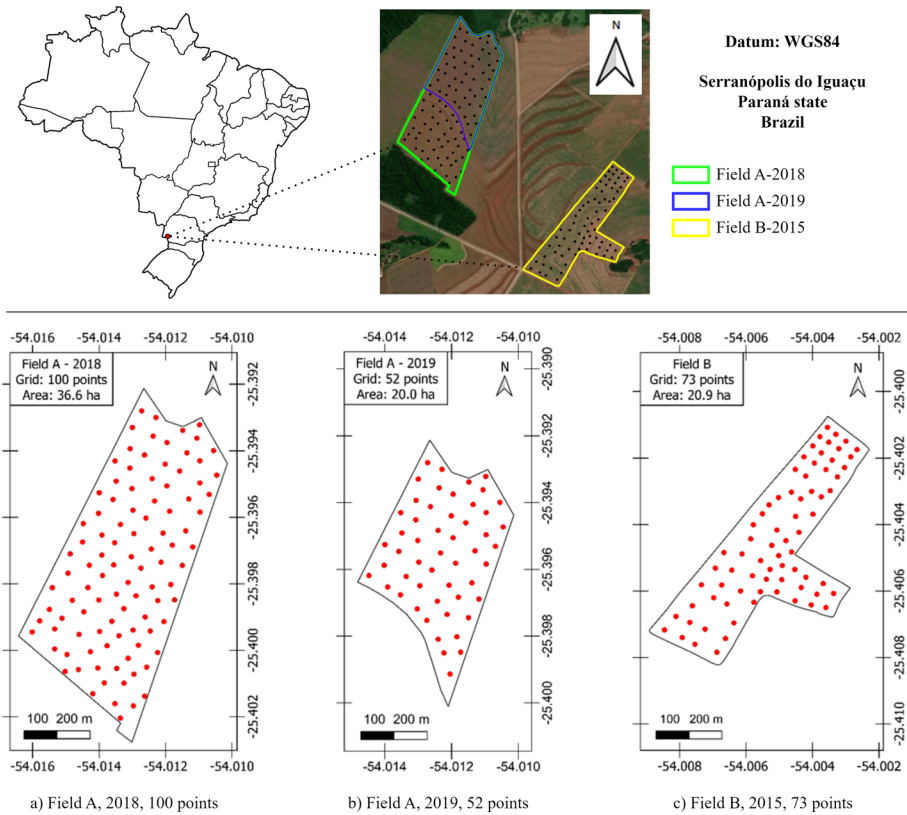 N
Datum: WGS84
Serranópolis do Iguaçu
Paraná state
Brazil
Field A-2018
Field A-2019
Field B-2015
-54.016 -54.014 -54.012 -54.010
Field A - 2018
Grid: 100 points
Area: 36.6 ha
N
-25.392
-25.394
-25.396
-25.398
-25.400
-25.402
100 200 m
-54.016 -54.014 -54.012 -54.010
a) Field A, 2018, 100 points
-54.014 -54.012 -54.010
Field A - 2019
Grid: 52 points
Area: 20.0 ha
N
-25.390
-25.392
-25.394
-25.396
-25.398
-25.400
100 200 m
-54.014 -54.012 -54.010
b) Field A, 2019, 52 points
-54.008 -54.006 -54.004 -54.002
Field B
Grid: 73 points
Area: 20.9 ha
N
-25.400
-25.402
-25.404
-25.406
-25.408
-25.410
100 200 m
-54.008 -54.006 -54.004 -54.002
c) Field B, 2015, 73 points